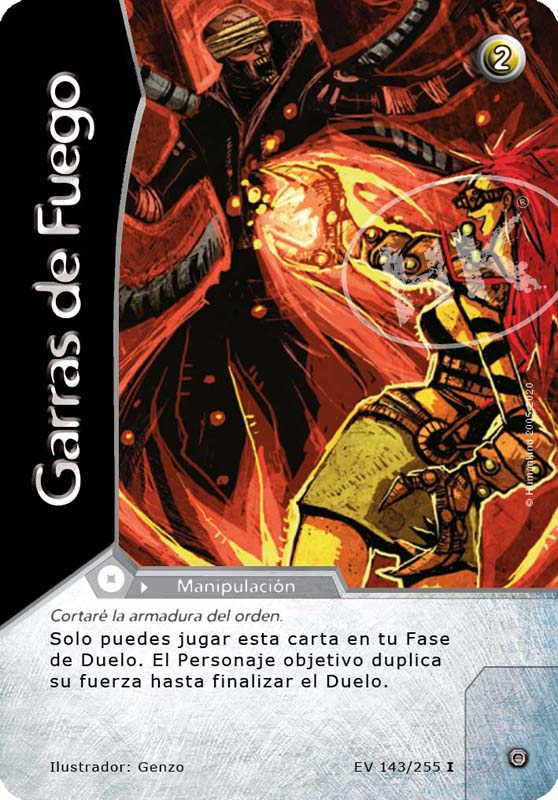 Garras de Fuego
2
HK®
© HumanKind 2005-2020
Manipulación
Cortaré la armadura del orden.
Solo puedes jugar esta carta en tu Fase
de Duelo. El Personaje objetivo duplica
su fuerza hasta finalizar el Duelo.
Ilustrador: Genzo
EV 143/255 I